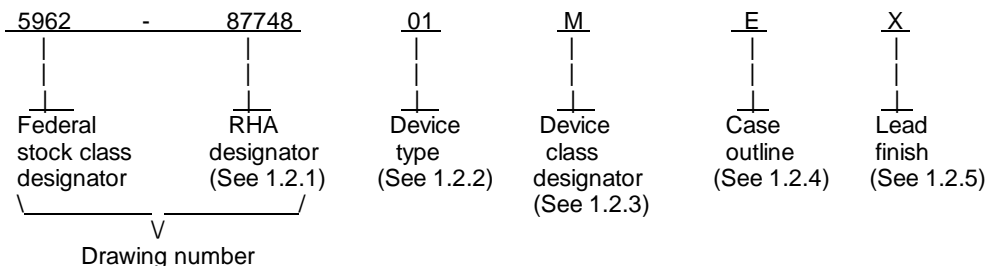 5962 - 87748 01 M E X
Federal RHA Device Device Case Lead
stock class designator type class outline finish
designator (See 1.2.1) (See 1.2.2) designator (See 1.2.4) (See 1.2.5)
(See 1.2.3)
Drawing number